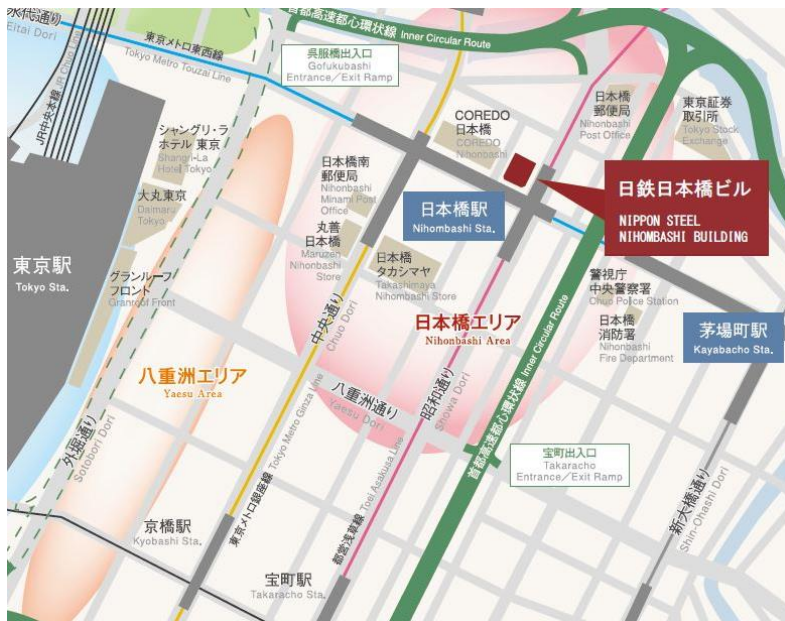 永代通り
Eitai Dori
JR中央本線 JR Chuo Line
東京メトロ東西線
Tokyo Metro Touzai Line
首都高速都心環状線 Inner Circular Route
呉服橋出入口
Gofukubashi
Entrance／Exit Ramp
シャングリ・ラ
ホテル 東京
Shangri-La
Hotel Tokyo
大丸東京
Daimaru
Tokyo
東京駅
Tokyo Sta.
グランルーフ
フロント
Granroof Front
日本橋南
郵便局
Nihonbashi
Minami Post
Office
丸善
日本橋
Maruzen
Nihonbashi
Store
COREDO
日本橋
COREDO
Nihonbashi
日本橋
郵便局
Nihonbashi
Post Office
東京証券
取引所
Tokyo Stock
Exchange
日鉄日本橋ビル
NIPPON STEEL
NIHOMBASHI BUILDING
日本橋駅
Nihombashi Sta.
日本橋
タカシマヤ
Takashimaya
Nihombashi Store
警視庁
中央警察署
Chuo Police Station
日本橋
消防署
Nihonbashi
Fire Department
茅場町駅
Kayabacho Sta.
日本橋エリア
Nihonbashi Area
八重洲エリア
Yaesu Area
中央通り
Chuo Dori
八重洲通り
Yaesu Dori
昭和通り
Showa Dori
首都高速都心環状線 Inner Circular Route
外堀通り
Sotobori Dori
東京メトロ銀座線 Tokyo Metro Ginza Line
都営浅草線 Toei Asakusa Line
宝町出入口
Takaracho
Entrance／Exit Ramp
新大橋通り
Shin-Ohashi Dori
京橋駅
Kyobashi Sta.
宝町駅
Takaracho Sta.